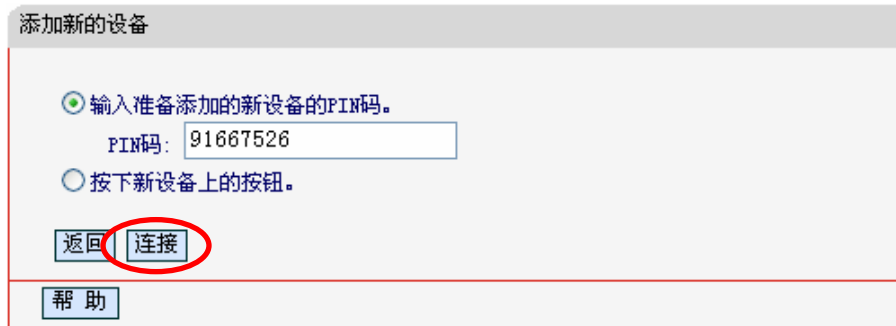 添加新的设备
输入准备添加的新设备的PIN码。
PIN码: 91667526
按下新设备上的按钮。
返回 连接
帮 助